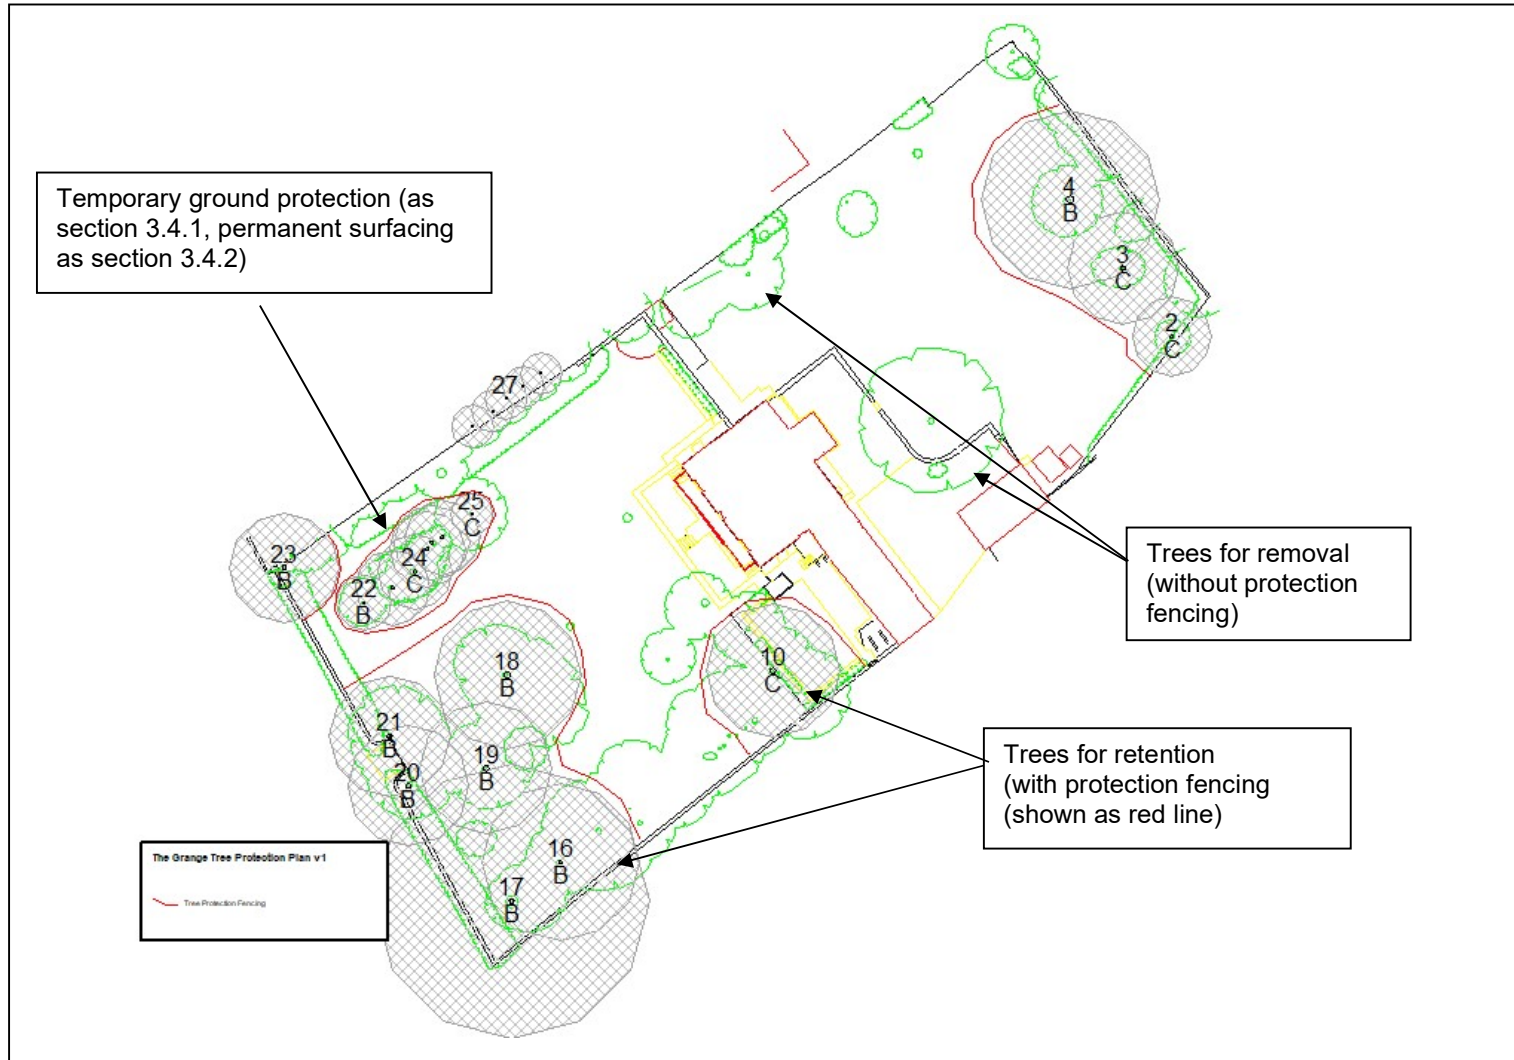 Temporary ground protection (as
section 3.4.1, permanent surfacing
as section 3.4.2)
4
B
3
C
2
C
27
25
C
24
C
23
B
22
B
Trees for removal
(without protection
fencing)
18
B
10
C
21
B
19
B
20
B
Trees for retention
(with protection fencing
(shown as red line)
16
B
17
B
The Grange Tree Protection Plan v1
Tree Protection Fencing